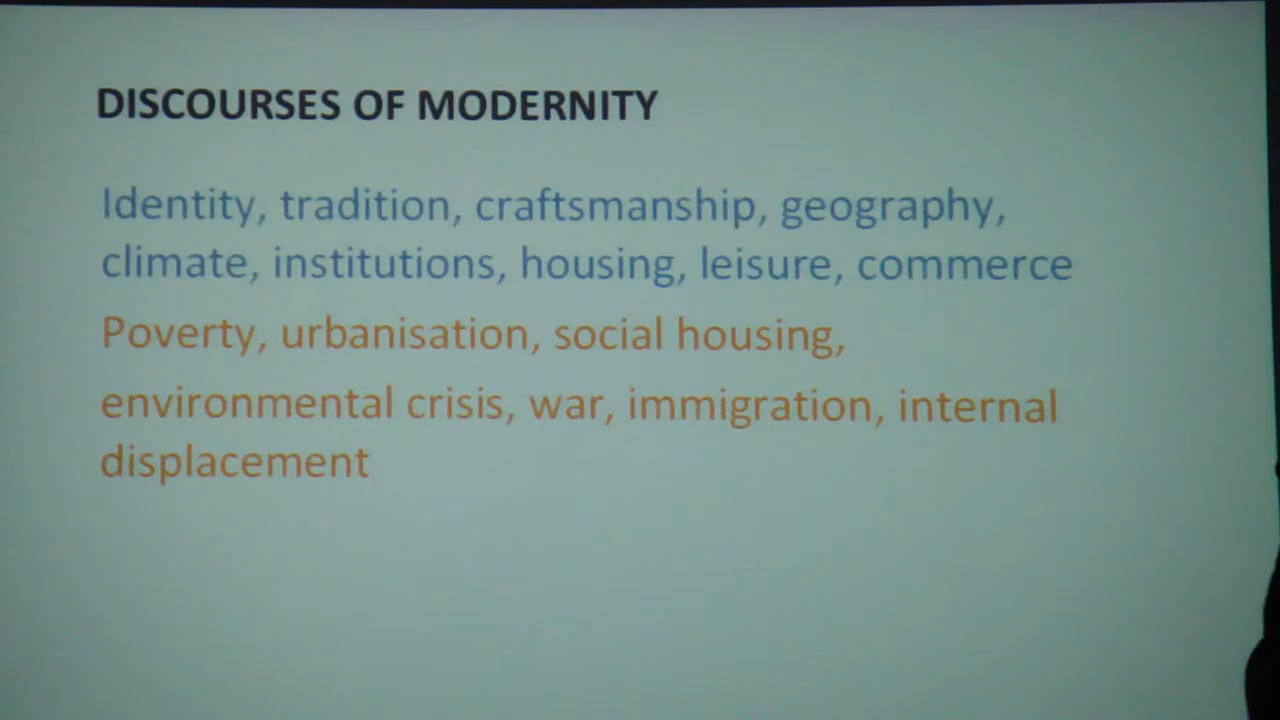 DISCOURSES OF MODERNITY
Identity, tradition, craftsmanship, geography,
climate, institutions, housing, leisure, commerce
Poverty, urbanisation, social housing,
environmental crisis, war, immigration, internal
displacement